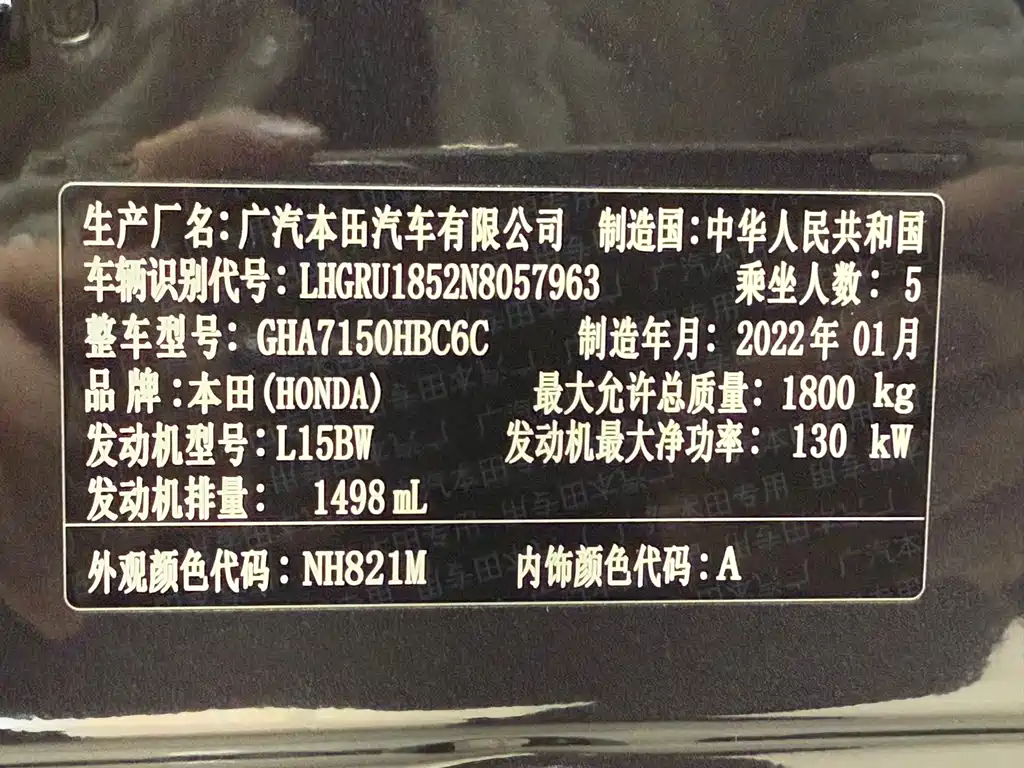 生产厂名：广汽本田汽车有限公司 制造国：中华人民共和国
车辆识别代号：LHGRU1852N8057963 乘坐人数：5
整车型号：GHA7150HBC6C 制造年月：2022年01月
品牌：本田(HONDA) 最大允许总质量：1800 kg
发动机型号：L15BW 发动机最大净功率：130 kW
发动机排量：1498 mL
外观颜色代码：NH821M 内饰颜色代码：A